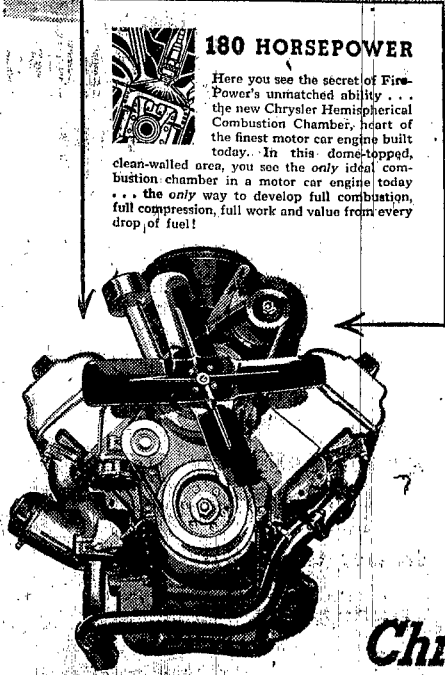 180 HORSEPOWER
Here you see the secret of Fire-
Power's unmatched ability . . .
the new Chrysler Hemispherical
Combustion Chamber, heart of
the finest motor car engine built
today. In this dome-topped,
clean-walled area, you see the only ideal com-
bustion chamber in a motor car engine today
. . . the only way to develop full combustion,
full compression, full work and value from every
drop of fuel!
Chr